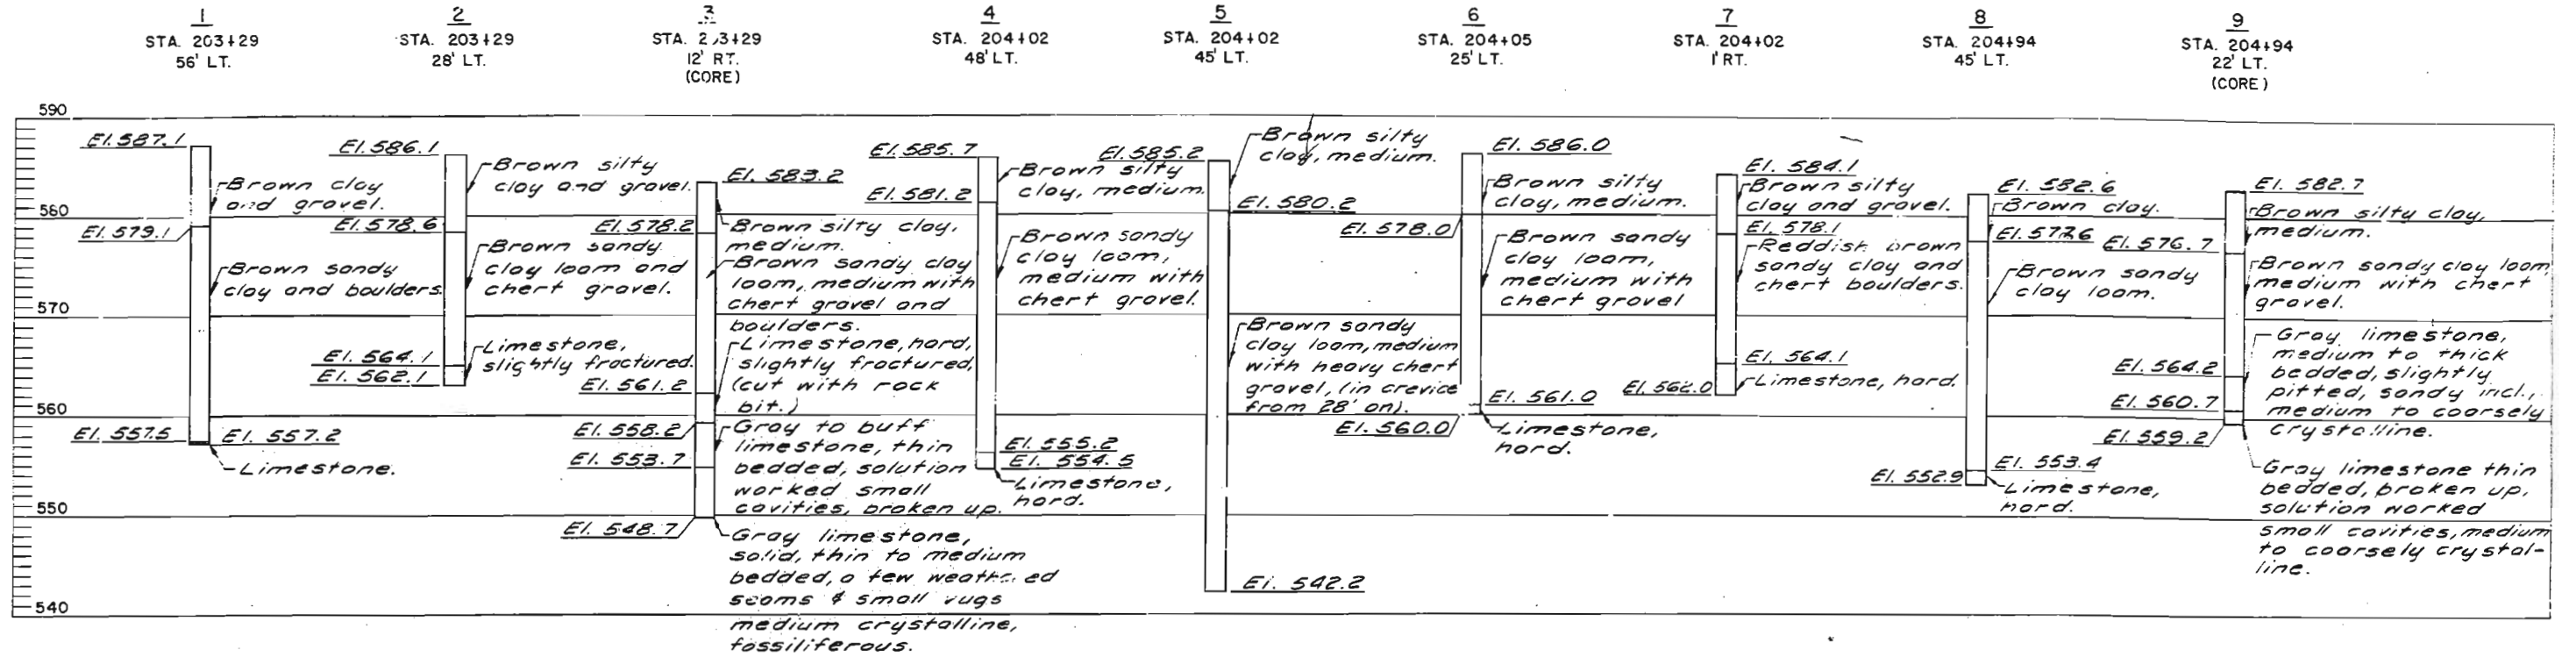 1
STA. 203+29
56' LT.
2
STA. 203+29
28' LT.
3
STA. 203+29
12' RT.
(CORE)
4
STA. 204+02
48' LT.
5
STA. 204+02
45' LT.
6
STA. 204+05
25' LT.
7
STA. 204+02
1' RT.
8
STA. 204+94
45' LT.
9
STA. 204+94
22' LT.
(CORE)
590
560
570
560
550
540
El. 587.1
Brown clay
and gravel.
El. 579.1
Brown sandy
clay and boulders.
El. 557.5
El. 557.2
Limestone.
El. 586.1
Brown silty
clay and gravel.
El. 578.6
Brown sandy
clay loam and
chert gravel.
El. 564.1
El. 562.1
Limestone,
slightly fractured.
El. 583.2
Brown silty clay,
medium.
El. 578.2
Brown sandy clay
loam, medium with
chert gravel and
boulders.
El. 561.2
Limestone, hard,
slightly fractured,
(cut with rock
bit.)
El. 558.2
Gray to buff
limestone, thin
bedded, solution
worked small
cavities, broken up.
El. 553.7
El. 548.7
Gray limestone,
solid, thin to medium
bedded, a few weathered
seams & small vugs
medium crystalline,
fossiliferous.
El. 585.7
Brown silty
clay, medium.
El. 581.2
Brown sandy
clay loam,
medium with
chert gravel.
El. 555.2
El. 554.5
Limestone,
hard.
El. 585.2
Brown silty
clay, medium.
El. 580.2
Brown sandy
clay loam, medium
with heavy chert
gravel, (in crevice
from 28' on).
El. 542.2
El. 586.0
Brown silty
clay, medium.
El. 578.0
Brown sandy
clay loam,
medium with
chert gravel
El. 561.0
El. 560.0
Limestone,
hard.
El. 584.1
Brown silty
clay and gravel.
El. 578.1
Reddish brown
sandy clay and
chert boulders.
El. 564.1
El. 562.0
Limestone, hard.
El. 582.6
Brown clay.
El. 577.6
Brown sandy
clay loam.
El. 553.4
El. 552.9
Limestone,
hard.
El. 582.7
Brown silty clay,
medium.
El. 576.7
Brown sandy clay loam,
medium with chert
gravel.
El. 564.2
Gray limestone,
medium to thick
bedded, slightly
pitted, sandy incl.,
medium to coarsely
crystalline.
El. 560.7
El. 559.2
Gray limestone thin
bedded, broken up,
solution worked
small cavities, medium
to coarsely crystal-
line.